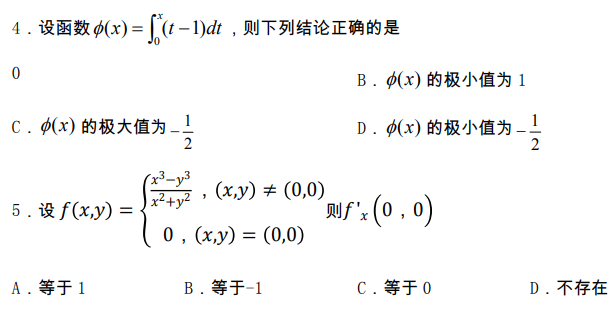 4．设函数 ϕ(x) = ∫₀ˣ (t − 1)dt ，则下列结论正确的是
0
B．ϕ(x) 的极小值为 1
C．ϕ(x) 的极大值为 −1/2
D．ϕ(x) 的极小值为 −1/2
5．设 f(x,y) = { (x³−y³)/(x²+y²) ，(x,y) ≠ (0,0)
0 ，(x,y) = (0,0)
则 f'ₓ (0，0)
A．等于 1 B．等于-1 C．等于 0 D．不存在